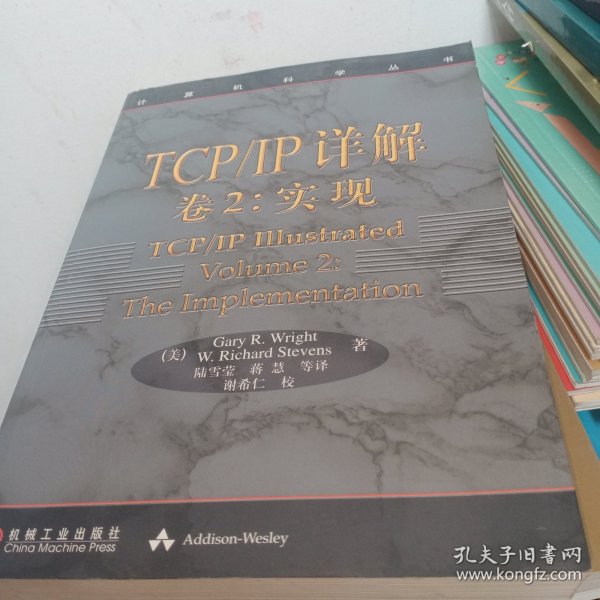 计算机科学丛书
TCP/IP 详解
卷2：实现
TCP/IP Illustrated
Volume 2:
The Implementation
(美)
Gary R. Wright
W. Richard Stevens
著
陆雪莹 蒋慧 等译
谢希仁 校
机械工业出版社
China Machine Press
Addison-Wesley
孔夫子旧书网
www.kongfz.com